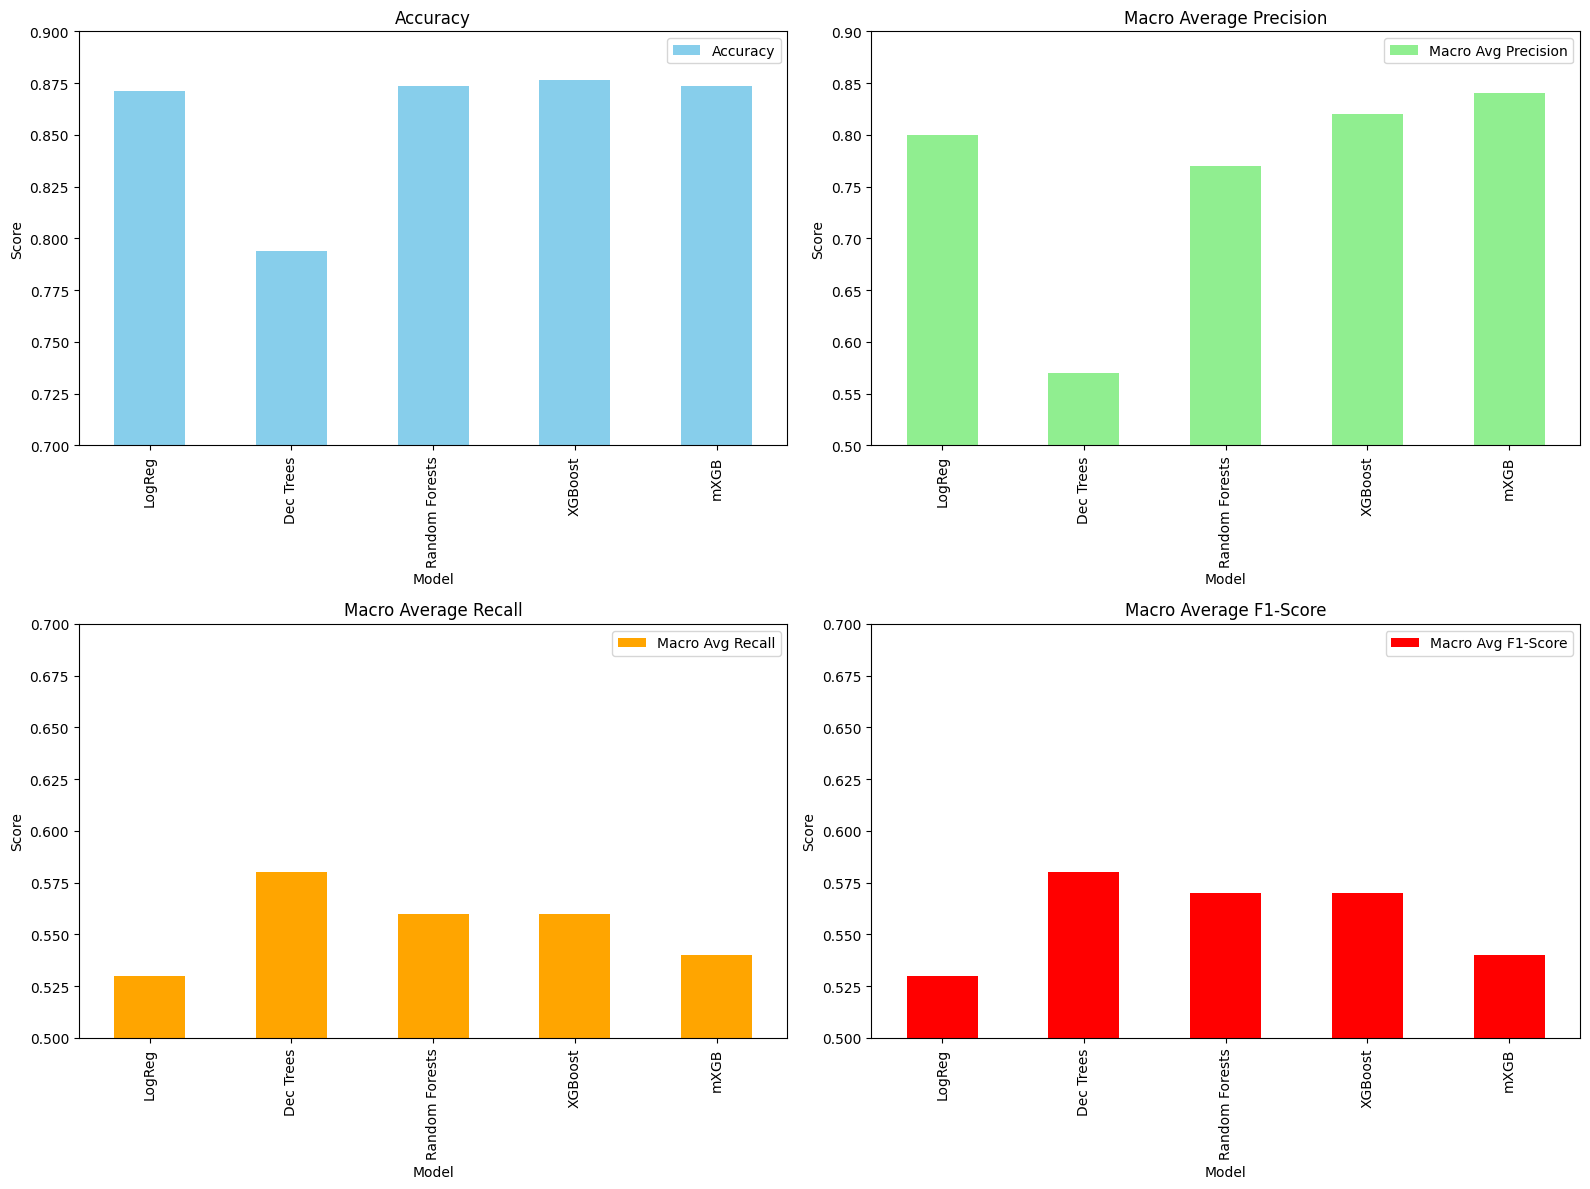 Accuracy
Accuracy
0.900
0.875
0.850
0.825
0.800
0.775
0.750
0.725
0.700
Score
LogReg
Dec Trees
Random Forests
XGBoost
mXGB
Model
Macro Average Precision
Macro Avg Precision
0.90
0.85
0.80
0.75
0.70
0.65
0.60
0.55
0.50
Score
LogReg
Dec Trees
Random Forests
XGBoost
mXGB
Model
Macro Average Recall
Macro Avg Recall
0.700
0.675
0.650
0.625
0.600
0.575
0.550
0.525
0.500
Score
LogReg
Dec Trees
Random Forests
XGBoost
mXGB
Model
Macro Average F1-Score
Macro Avg F1-Score
0.700
0.675
0.650
0.625
0.600
0.575
0.550
0.525
0.500
Score
LogReg
Dec Trees
Random Forests
XGBoost
mXGB
Model